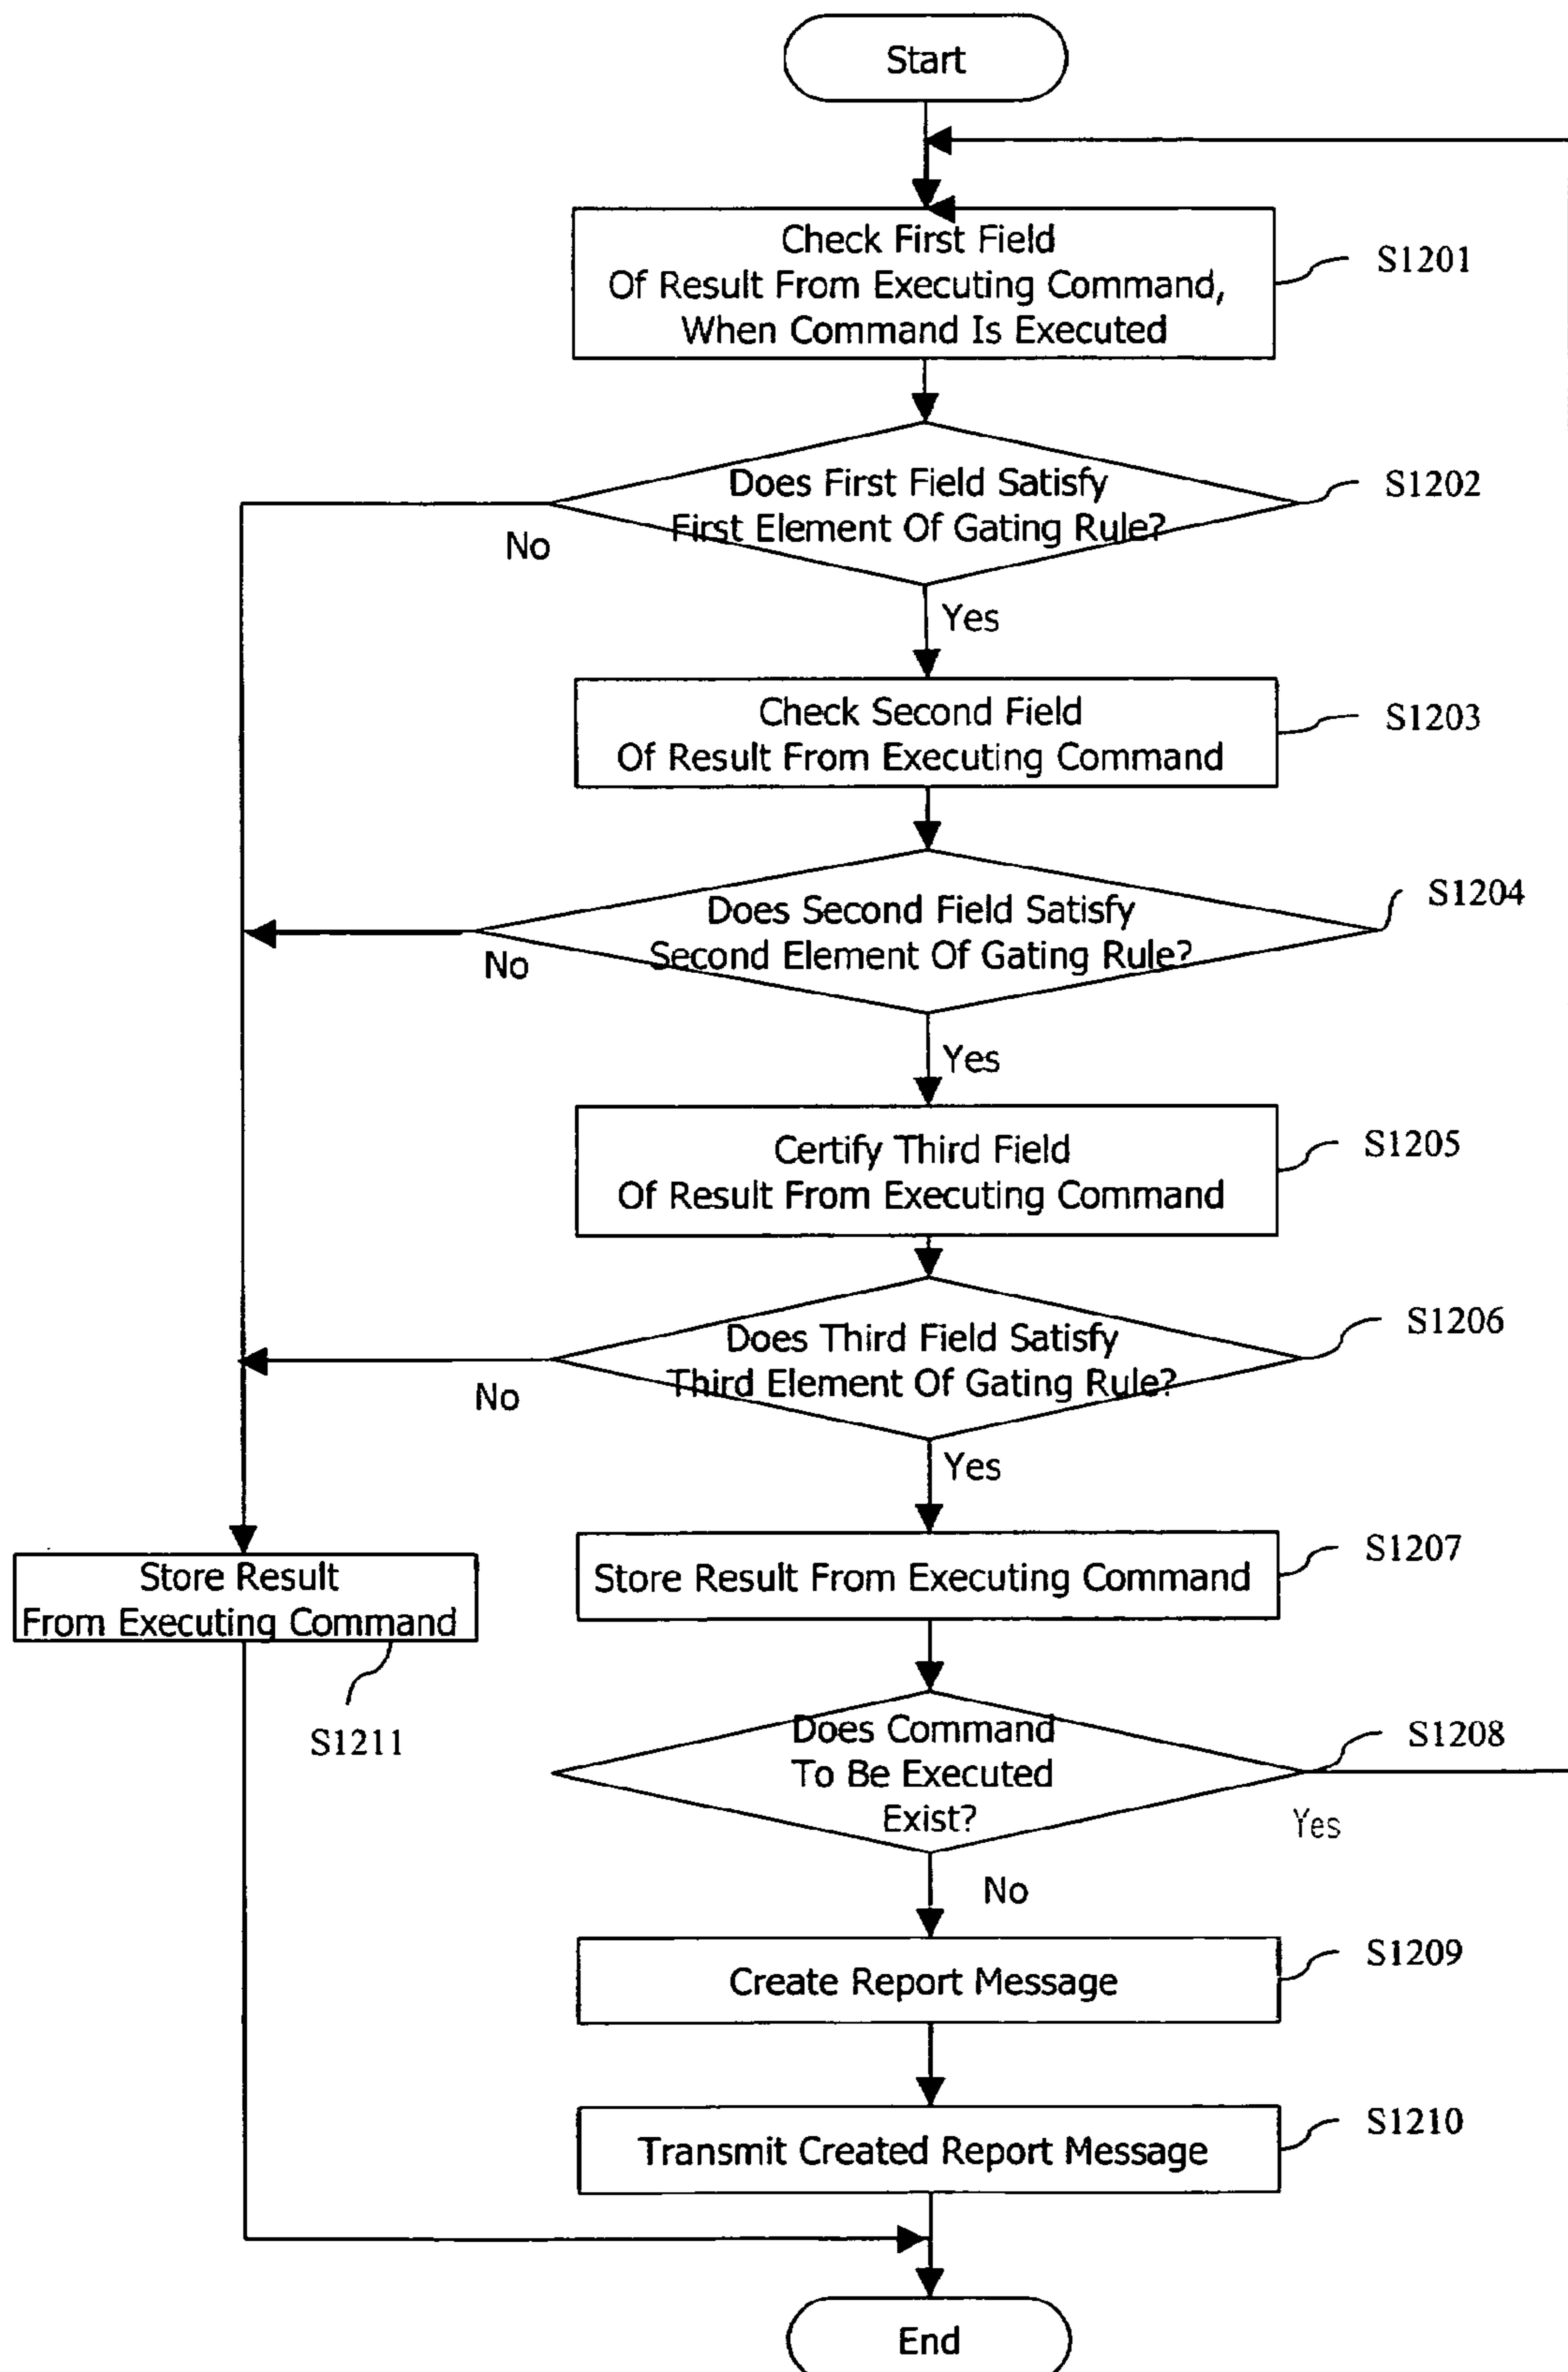 Start
Check First Field
Of Result From Executing Command,
When Command Is Executed
S1201
Does First Field Satisfy
First Element Of Gating Rule?
S1202
No
Yes
Check Second Field
Of Result From Executing Command
S1203
Does Second Field Satisfy
Second Element Of Gating Rule?
S1204
No
Yes
Certify Third Field
Of Result From Executing Command
S1205
Does Third Field Satisfy
Third Element Of Gating Rule?
S1206
No
Yes
Store Result From Executing Command
S1207
Store Result
From Executing Command
S1211
Does Command
To Be Executed
Exist?
S1208
Yes
No
Create Report Message
S1209
Transmit Created Report Message
S1210
End